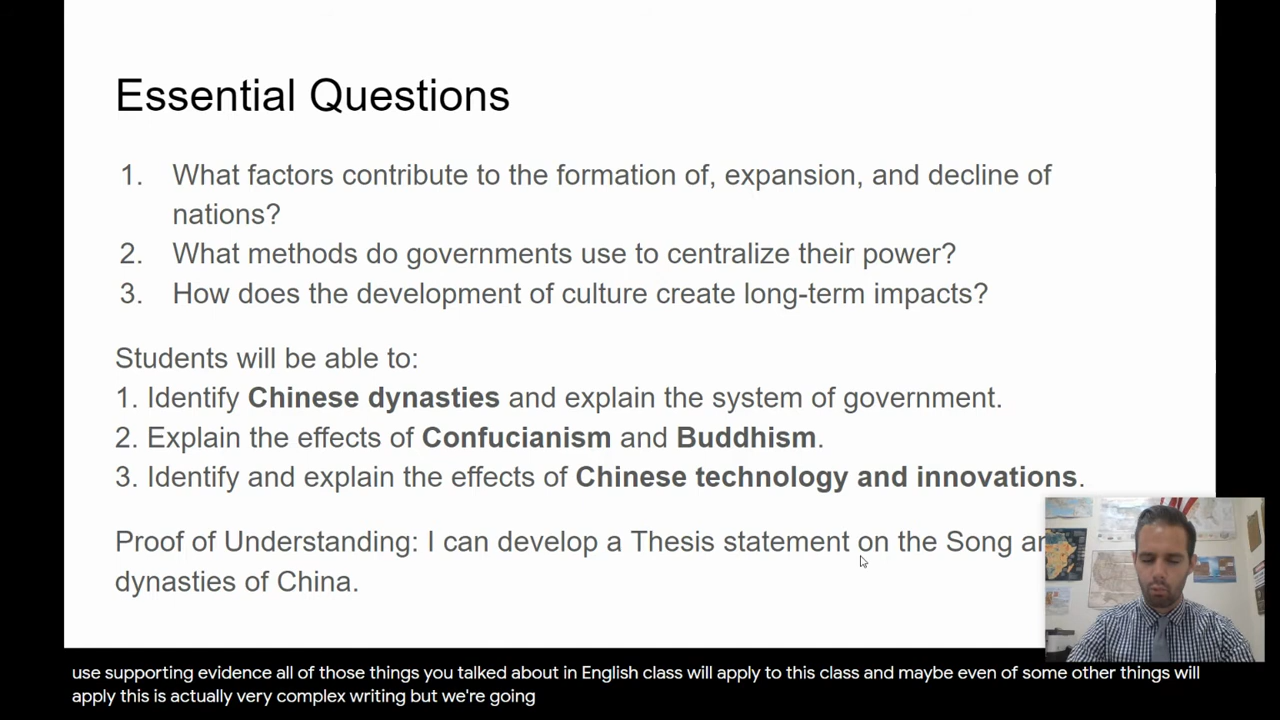 Essential Questions
1. What factors contribute to the formation of, expansion, and decline of
nations?
2. What methods do governments use to centralize their power?
3. How does the development of culture create long-term impacts?
Students will be able to:
1. Identify Chinese dynasties and explain the system of government.
2. Explain the effects of Confucianism and Buddhism.
3. Identify and explain the effects of Chinese technology and innovations.
Proof of Understanding: I can develop a Thesis statement on the Song
dynasties of China.
use supporting evidence all of those things you talked about in English class will apply to this class and maybe even of some other things will
apply this is actually very complex writing but we're going